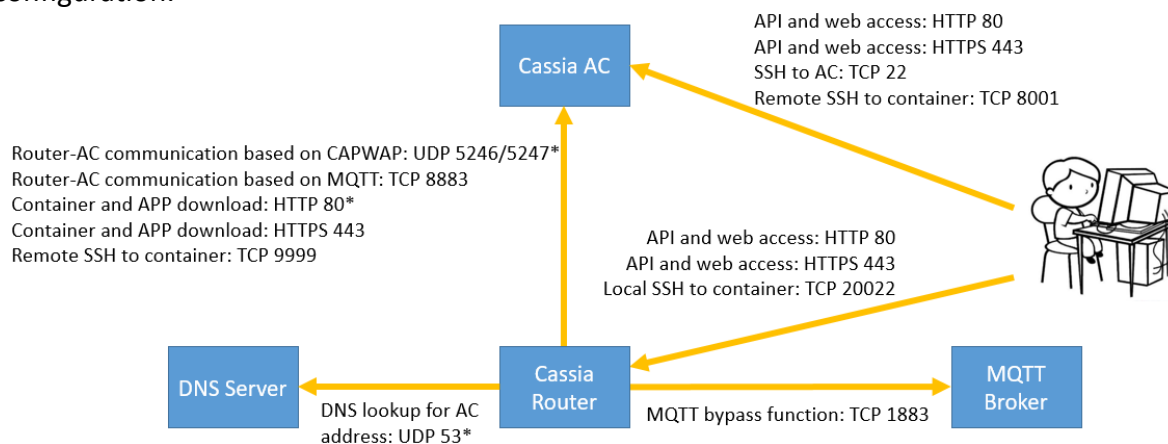 API and web access: HTTP 80
API and web access: HTTPS 443
SSH to AC: TCP 22
Remote SSH to container: TCP 8001
Cassia AC
Router-AC communication based on CAPWAP: UDP 5246/5247*
Router-AC communication based on MQTT: TCP 8883
Container and APP download: HTTP 80*
Container and APP download: HTTPS 443
Remote SSH to container: TCP 9999
API and web access: HTTP 80
API and web access: HTTPS 443
Local SSH to container: TCP 20022
DNS Server
Cassia
Router
MQTT
Broker
DNS lookup for AC
address: UDP 53*
MQTT bypass function: TCP 1883